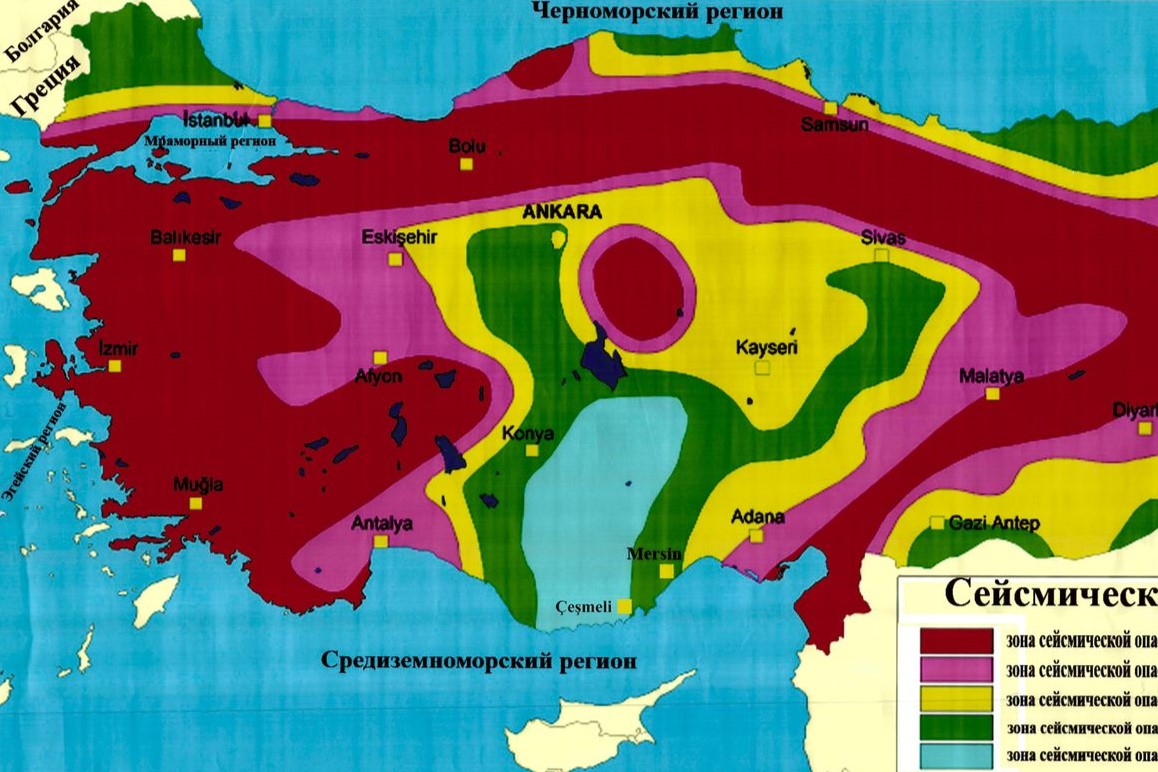 Черноморский регион
Болгария
Греция
İstanbul
Мраморный регион
Samsun
Bolu
ANKARA
Balıkesir
Eskişehir
Sivas
İzmir
Afyon
Kayseri
Malatya
Diyarl
Эгейский регион
Konya
Muğla
Antalya
Adana
Gazi Antep
Mersin
Çeşmeli
Средиземноморский регион
Сейсмическ
зона сейсмической опа
зона сейсмической опа
зона сейсмической опа
зона сейсмической опа
зона сейсмической опа